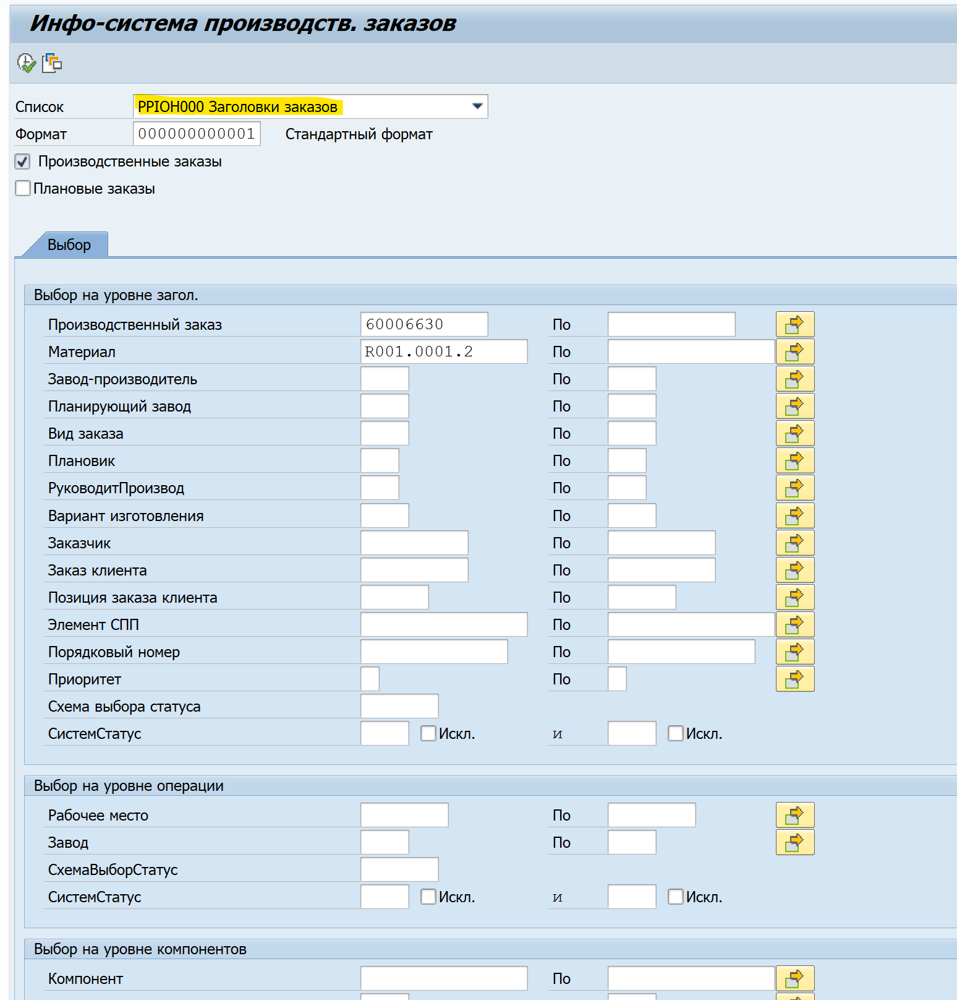 Инфо-система производств. заказов
Список PPIOH000 Заголовки заказов
Формат 000000000001 Стандартный формат
Производственные заказы
Плановые заказы
Выбор
Выбор на уровне загол.
Производственный заказ 60006630 По
Материал R001.0001.2 По
Завод-производитель По
Планирующий завод По
Вид заказа По
Плановик По
РуководитПроизвод По
Вариант изготовления По
Заказчик По
Заказ клиента По
Позиция заказа клиента По
Элемент СПП По
Порядковый номер По
Приоритет По
Схема выбора статуса
СистемСтатус Искл. и Искл.
Выбор на уровне операции
Рабочее место По
Завод По
СхемаВыборСтатус
СистемСтатус Искл. и Искл.
Выбор на уровне компонентов
Компонент По